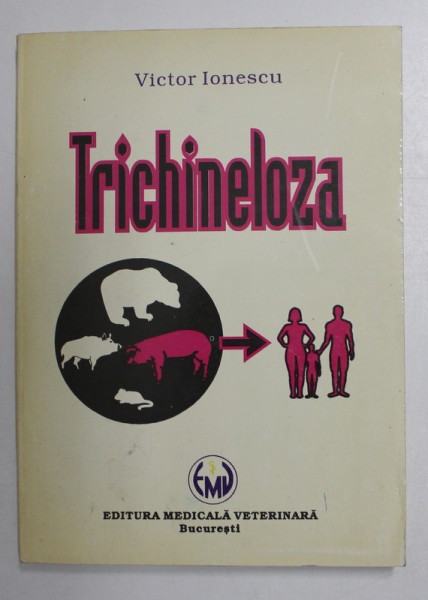 Victor Ionescu
Trichineloza
EMV
EDITURA MEDICALĂ VETERINARĂ
București